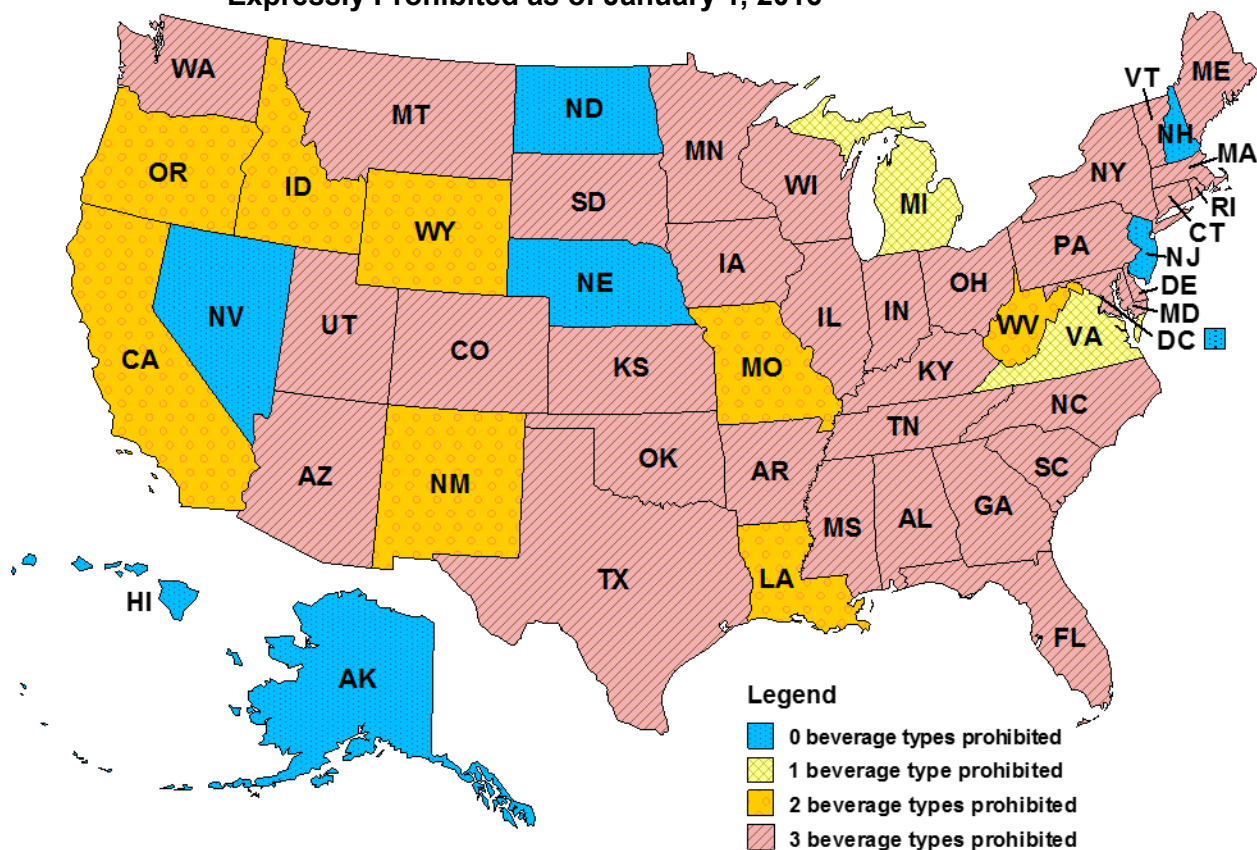 Expressly Prohibited as of January 1, 2016
WA
MT
ND
MN
VT
ME
NH
OR
ID
SD
WI
MI
NY
MA
RI
CT
WY
IA
PA
NJ
NE
OH
DE
MD
NV
UT
CO
IL
IN
WV
VA
DC
CA
KS
MO
KY
NC
TN
AZ
NM
OK
AR
SC
MS
AL
GA
TX
LA
HI
FL
AK
Legend
0 beverage types prohibited
1 beverage type prohibited
2 beverage types prohibited
3 beverage types prohibited